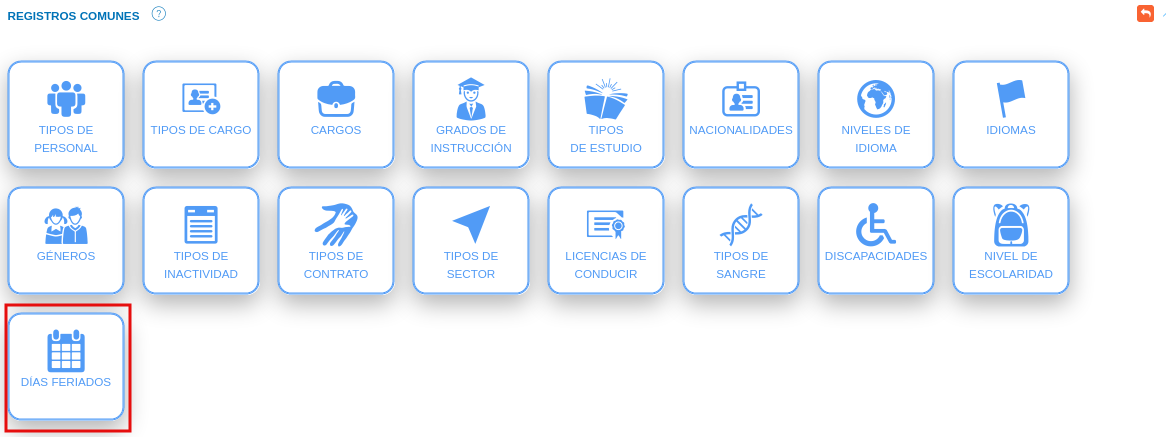 REGISTROS COMUNES ?
TIPOS DE
PERSONAL
TIPOS DE CARGO
CARGOS
GRADOS DE
INSTRUCCIÓN
TIPOS
DE ESTUDIO
NACIONALIDADES
NIVELES DE
IDIOMA
IDIOMAS
GÉNEROS
TIPOS DE
INACTIVIDAD
TIPOS DE
CONTRATO
TIPOS DE
SECTOR
LICENCIAS DE
CONDUCIR
TIPOS DE
SANGRE
DISCAPACIDADES
NIVEL DE
ESCOLARIDAD
DÍAS FERIADOS